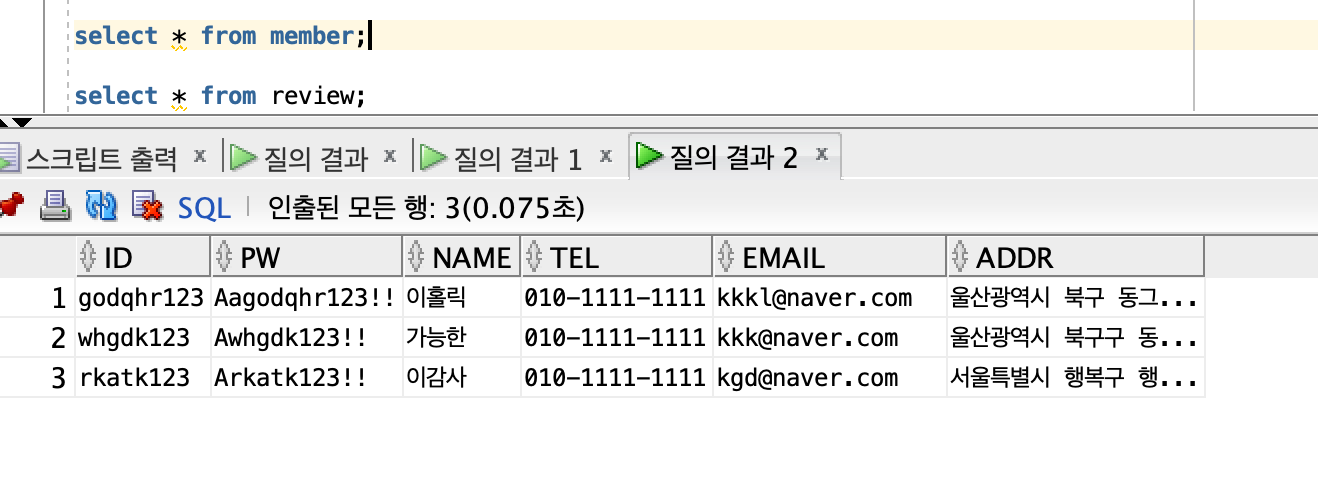 select * from member;
select * from review;
스크립트 출력 x 질의 결과 x 질의 결과 1 x 질의 결과 2 x
SQL 인출된 모든 행: 3(0.075초)
ID PW NAME TEL EMAIL ADDR
1 godqhr123 Aagodqhr123!! 이홀릭 010-1111-1111 kkkl@naver.com 울산광역시 북구 동그...
2 whgdk123 Awhgdk123!! 가능한 010-1111-1111 kkk@naver.com 울산광역시 북구구 동...
3 rkatk123 Arkatk123!! 이감사 010-1111-1111 kgd@naver.com 서울특별시 행복구 행...